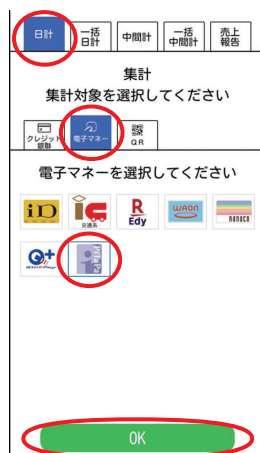 日計 一括日計 中間計 一括中間計 売上報告
集計
集計対象を選択してください
クレジット銀聯 電子マネー QR
電子マネーを選択してください
iD iC 交通系 R Edy WAON nanaco
Q+ QUICPay PiTaPa
OK